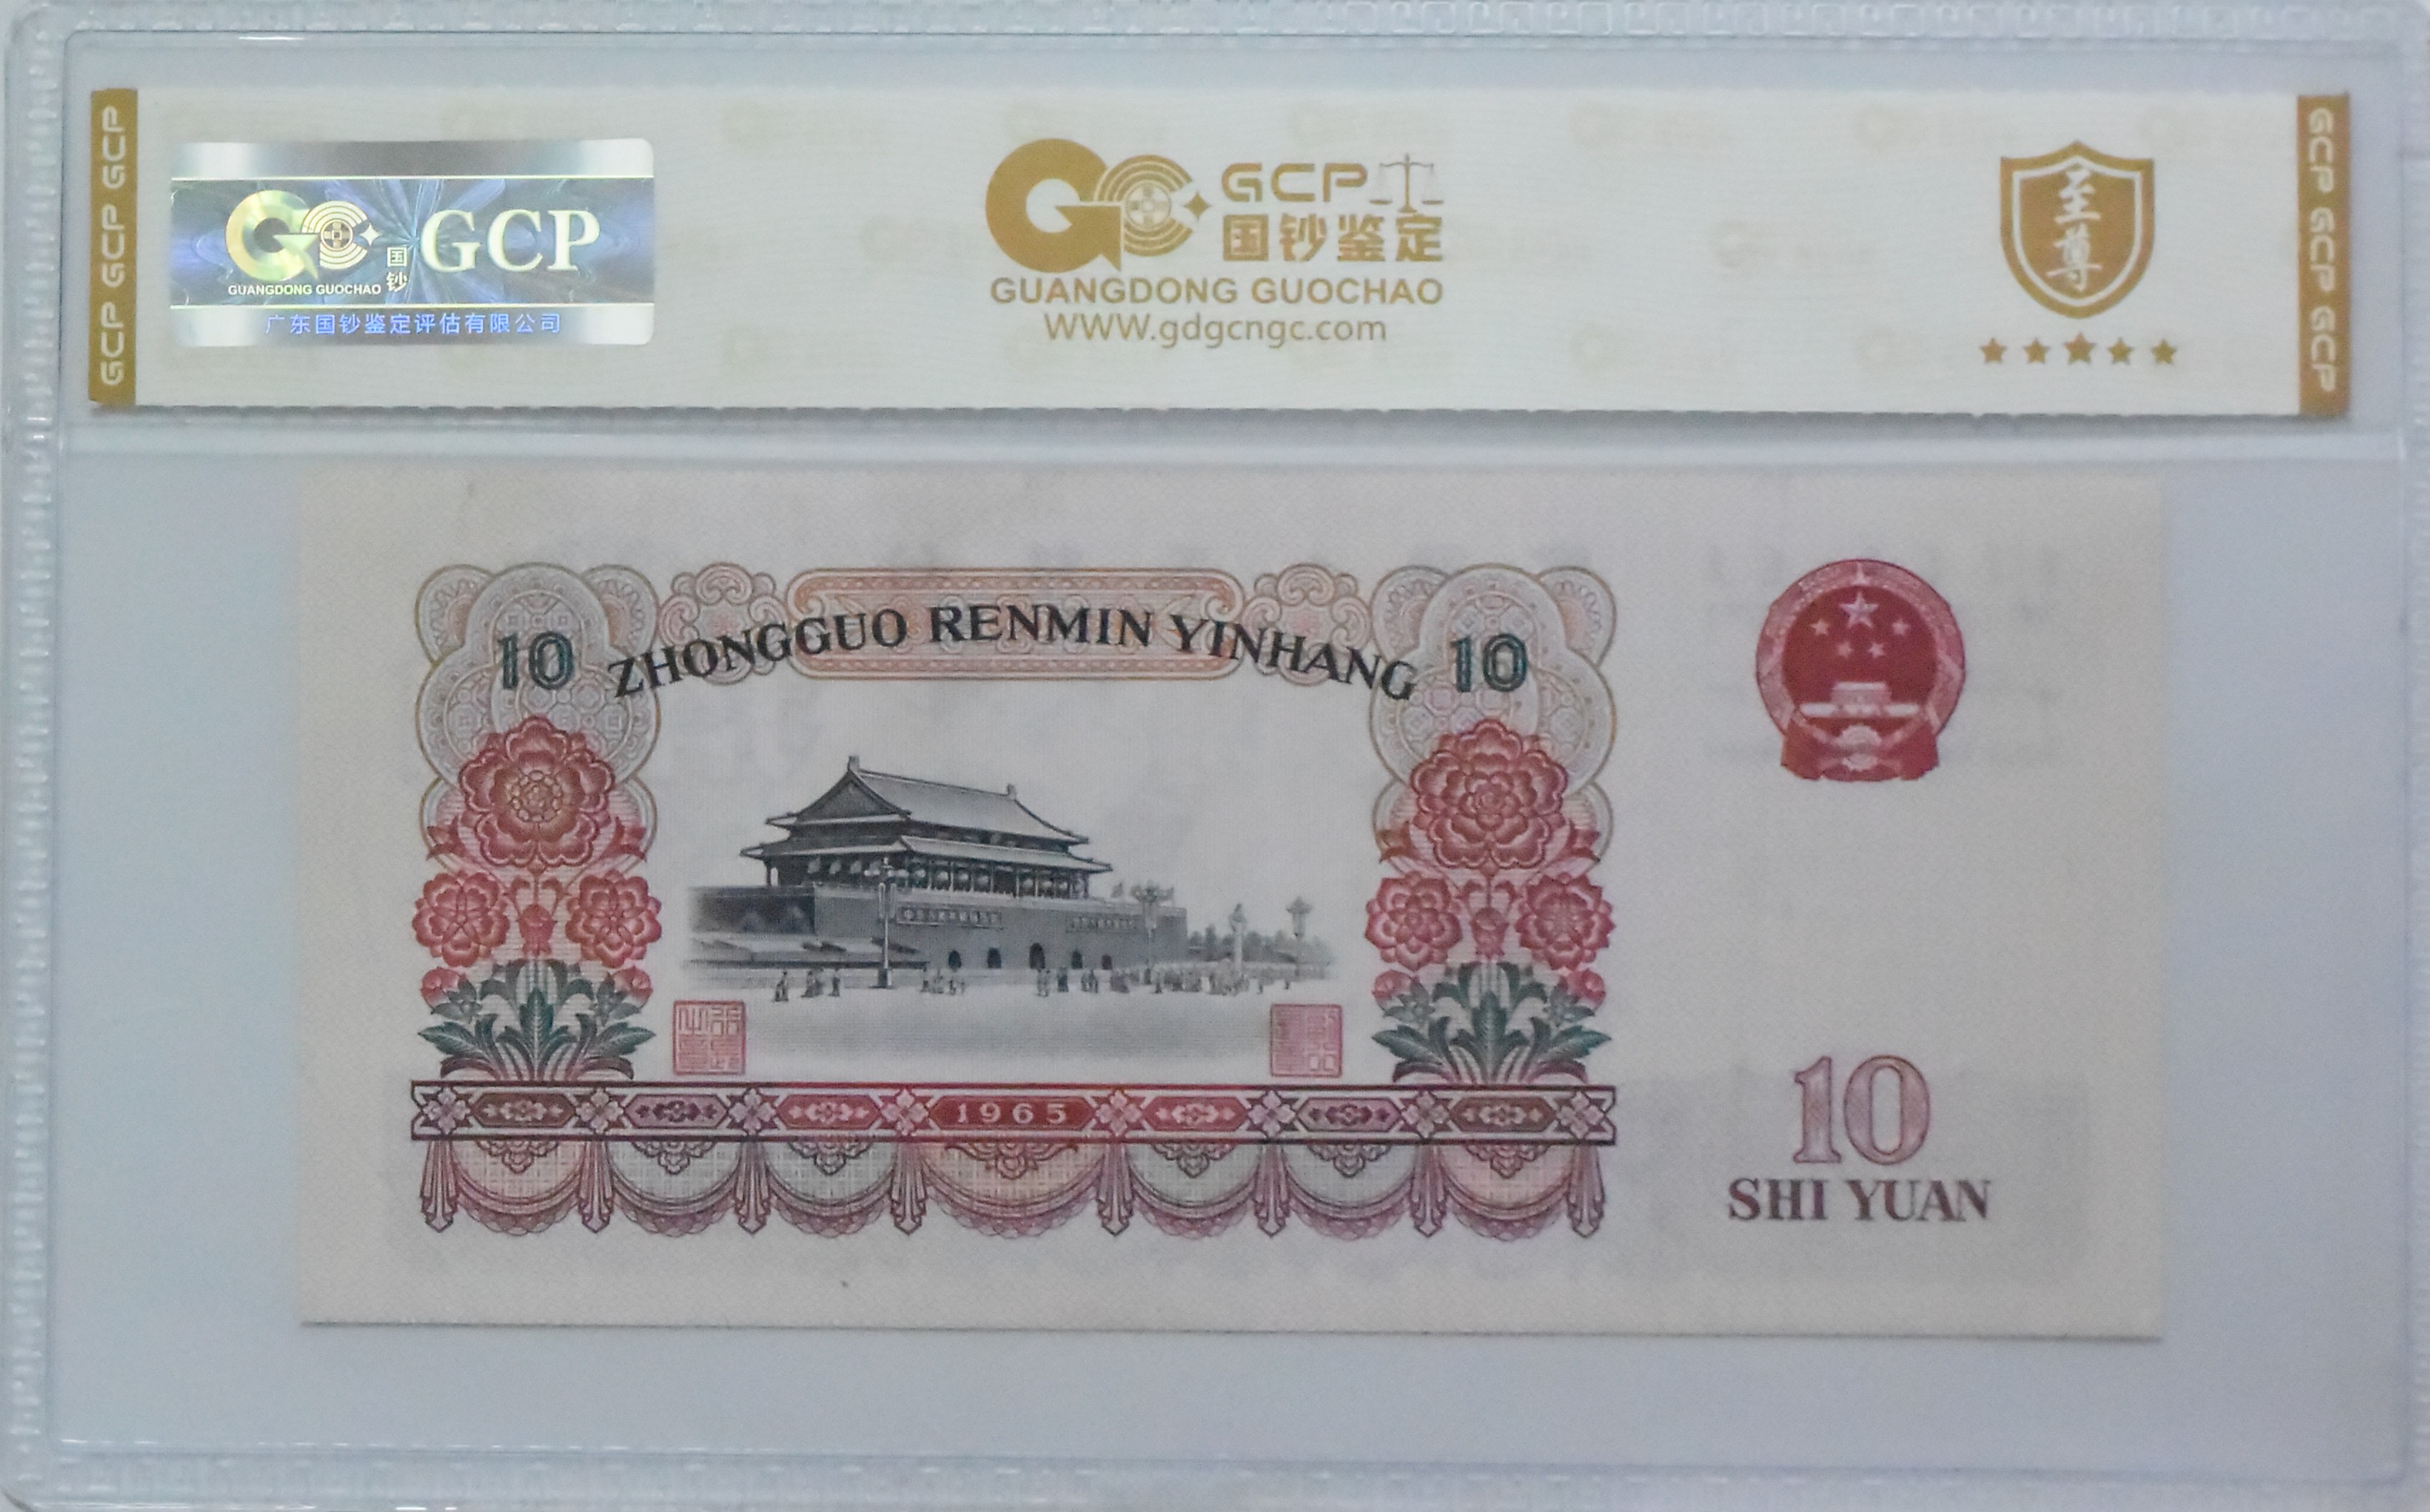 GCP GCP GCP
GCP
国钞
GUANGDONG GUOCHAO
广东国钞鉴定评估有限公司
GCP
国钞鉴定
GUANGDONG GUOCHAO
WWW.gdgcngc.com
至尊
GCP GCP GCP
10 ZHONGGUO RENMIN YINHANG 10
1965
10
SHI YUAN